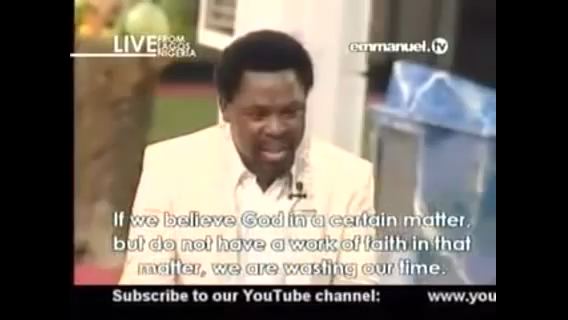 LIVE FROM
LAGOS
NIGERIA
emmanuel.tv
If we believe God in a certain matter,
but do not have a work of faith in that
matter, we are wasting our time.
Subscribe to our YouTube channel: www.you